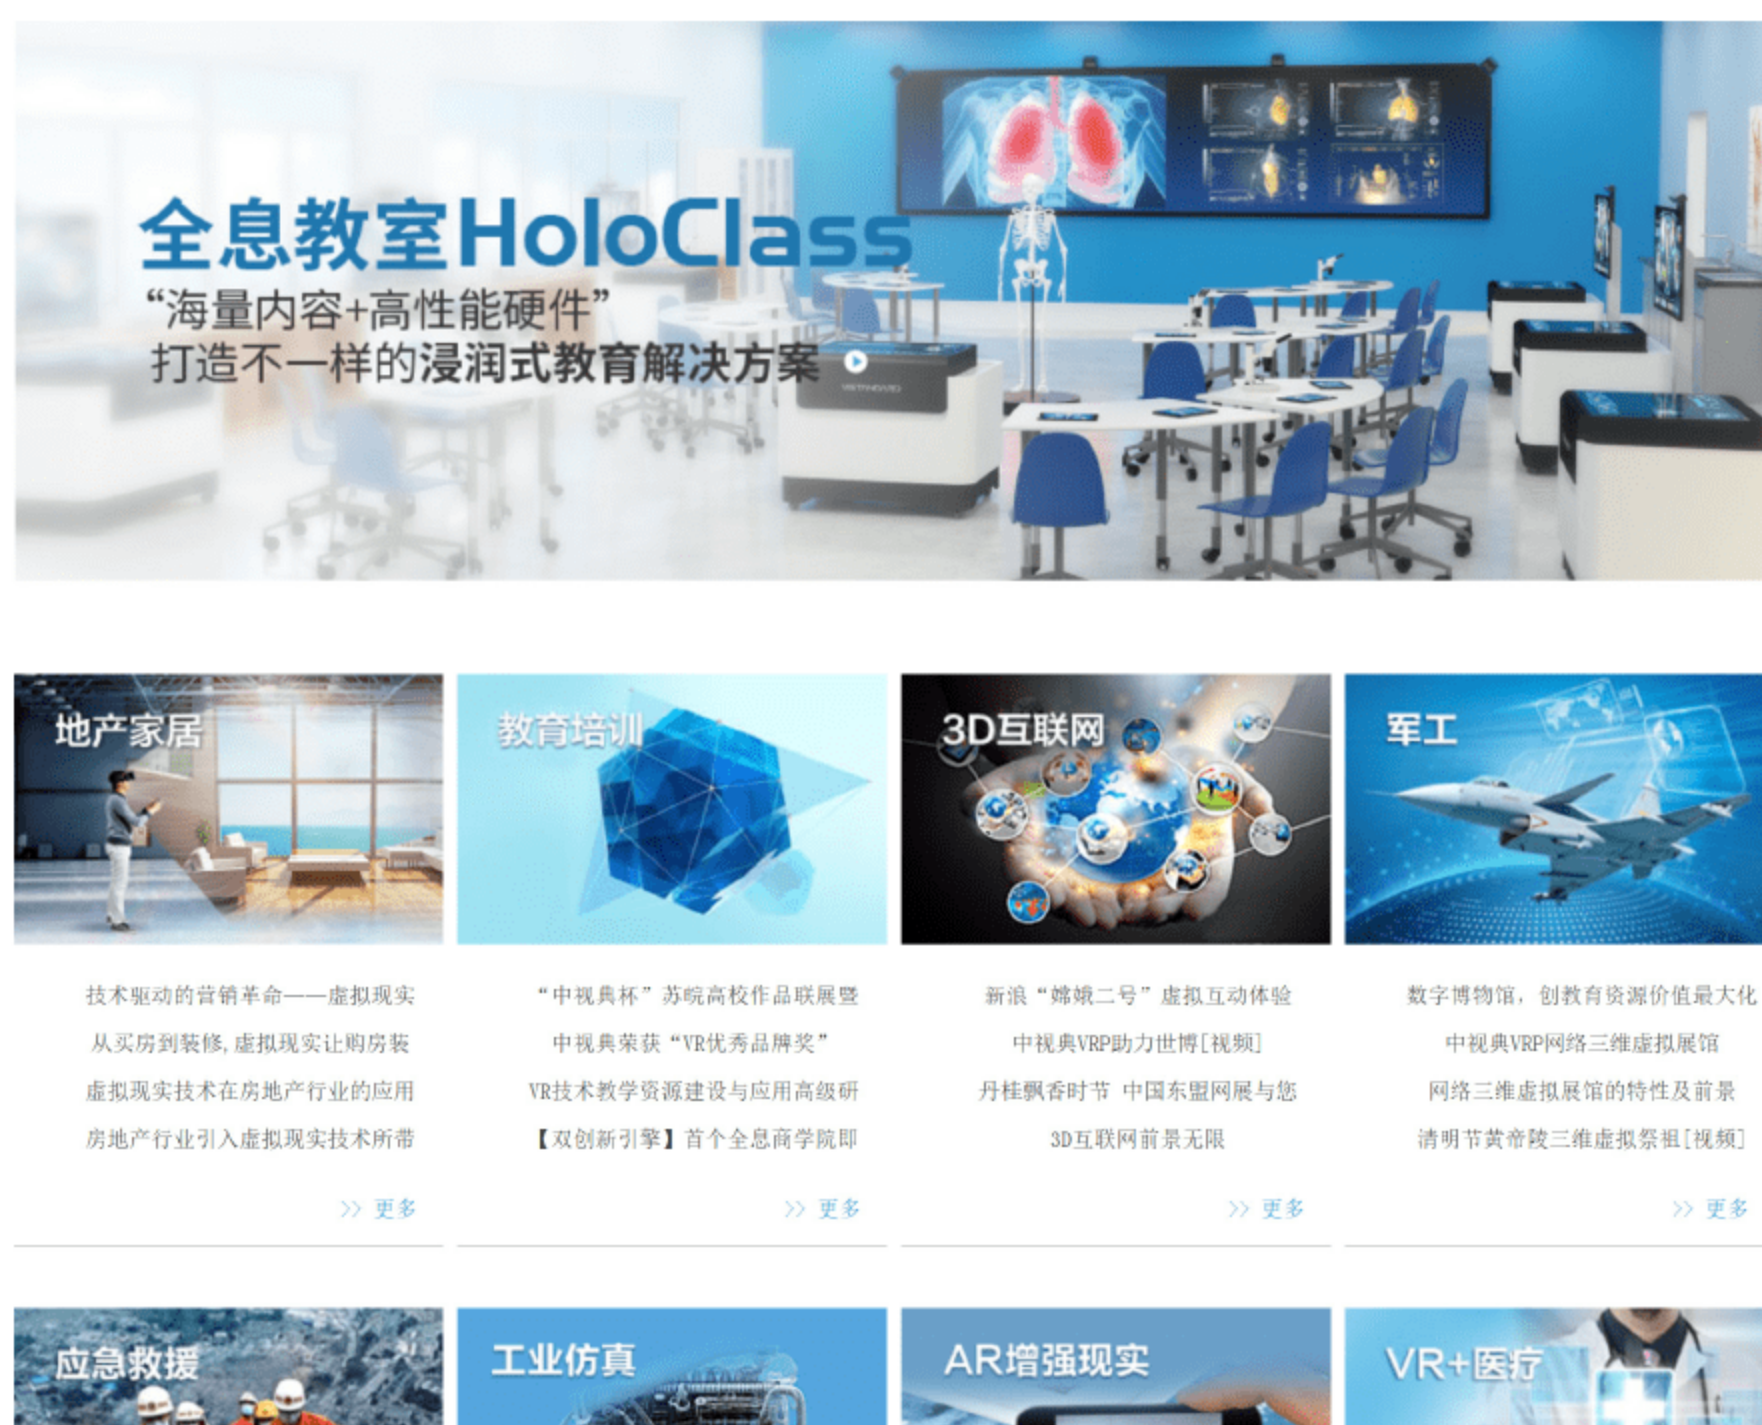 全息教室HoloClass
“海量内容+高性能硬件”
打造不一样的浸润式教育解决方案
地产家居
教育培训
3D互联网
军工
技术驱动的营销革命——虚拟现实
从买房到装修,虚拟现实让购房装
虚拟现实技术在房地产行业的应用
房地产行业引入虚拟现实技术所带
>> 更多
“中视典杯”苏皖高校作品联展暨
中视典荣获“VR优秀品牌奖”
VR技术教学资源建设与应用高级研
【双创新引擎】首个全息商学院即
>> 更多
新浪“嫦娥二号”虚拟互动体验
中视典VRP助力世博[视频]
丹桂飘香时节 中国东盟网展与您
3D互联网前景无限
>> 更多
数字博物馆，创教育资源价值最大化
中视典VRP网络三维虚拟展馆
网络三维虚拟展馆的特性及前景
清明节黄帝陵三维虚拟祭祖[视频]
>> 更多
应急救援
工业仿真
AR增强现实
VR+医疗